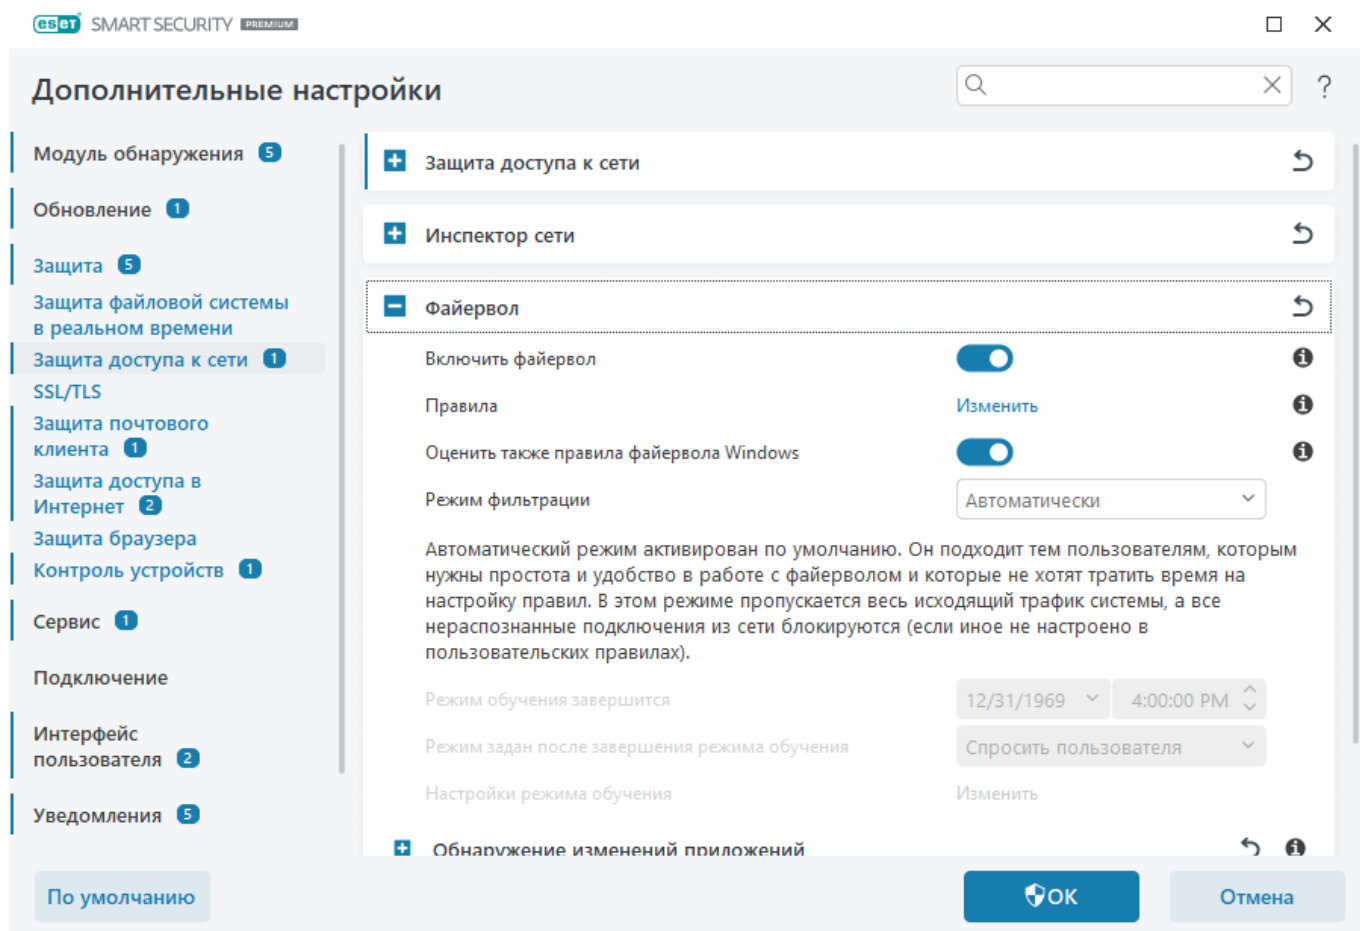 eset SMART SECURITY PREMIUM
Дополнительные настройки
?
Модуль обнаружения 5
Обновление 1
Защита 5
Защита файловой системы
в реальном времени
Защита доступа к сети 1
SSL/TLS
Защита почтового
клиента 1
Защита доступа в
Интернет 2
Защита браузера
Контроль устройств 1
Сервис 1
Подключение
Интерфейс
пользователя 2
Уведомления 5
Защита доступа к сети
Инспектор сети
Файервол
Включить файервол
Правила Изменить
Оценить также правила файервола Windows
Режим фильтрации Автоматически
Автоматический режим активирован по умолчанию. Он подходит тем пользователям, которым
нужны простота и удобство в работе с файерволом и которые не хотят тратить время на
настройку правил. В этом режиме пропускается весь исходящий трафик системы, а все
нераспознанные подключения из сети блокируются (если иное не настроено в
пользовательских правилах).
Режим обучения завершится 12/31/1969 4:00:00 PM
Режим задан после завершения режима обучения Спросить пользователя
Настройки режима обучения Изменить
Обнаружение изменений приложений
По умолчанию OK Отмена